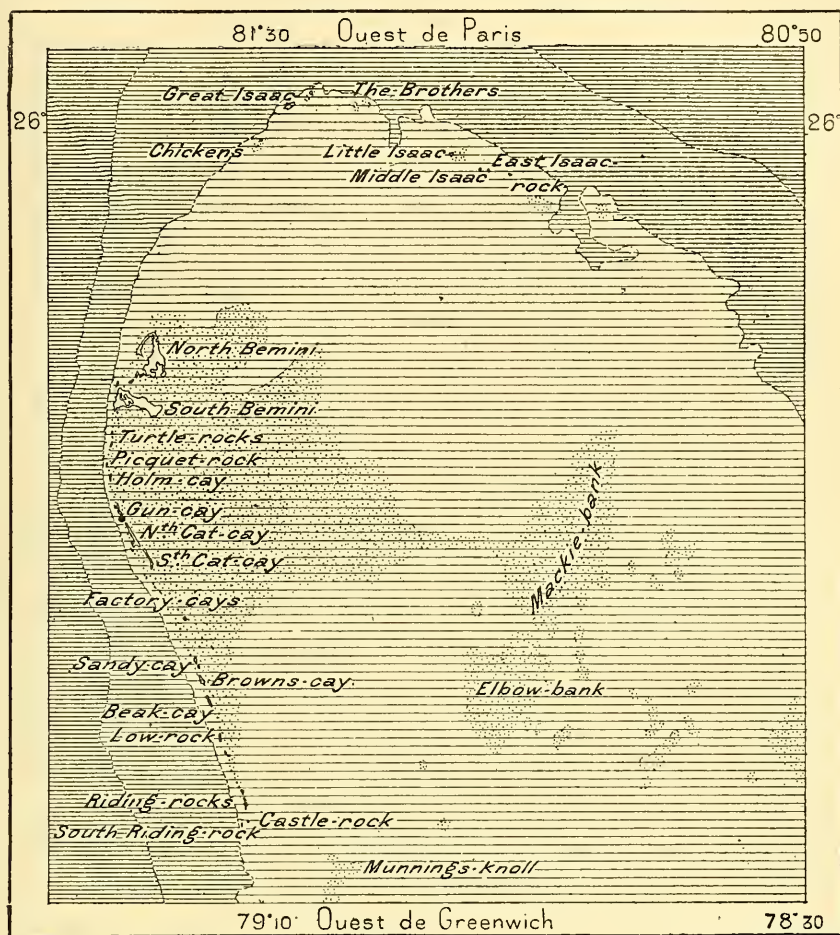 81°30 Ouest de Paris 80°50
Great Isaac The-Brothers
26° 26°
Chickens Little Isaac East Isaac-
Middle Isaac rock
North-Bemini
South-Bemini
Turtle-rocks
Picquet-rock
Holm-cay
Gun-cay
Nth Cat-cay
Sth Cat-cay
Mackie-bank
Factory-cays
Sandy-cay
Browns-cay
Elbow-bank
Beak-cay
Low-rock
Riding-rocks
Castle-rock
South-Riding-rock
Munnings-knoll
79°10' Ouest de Greenwich 78°30